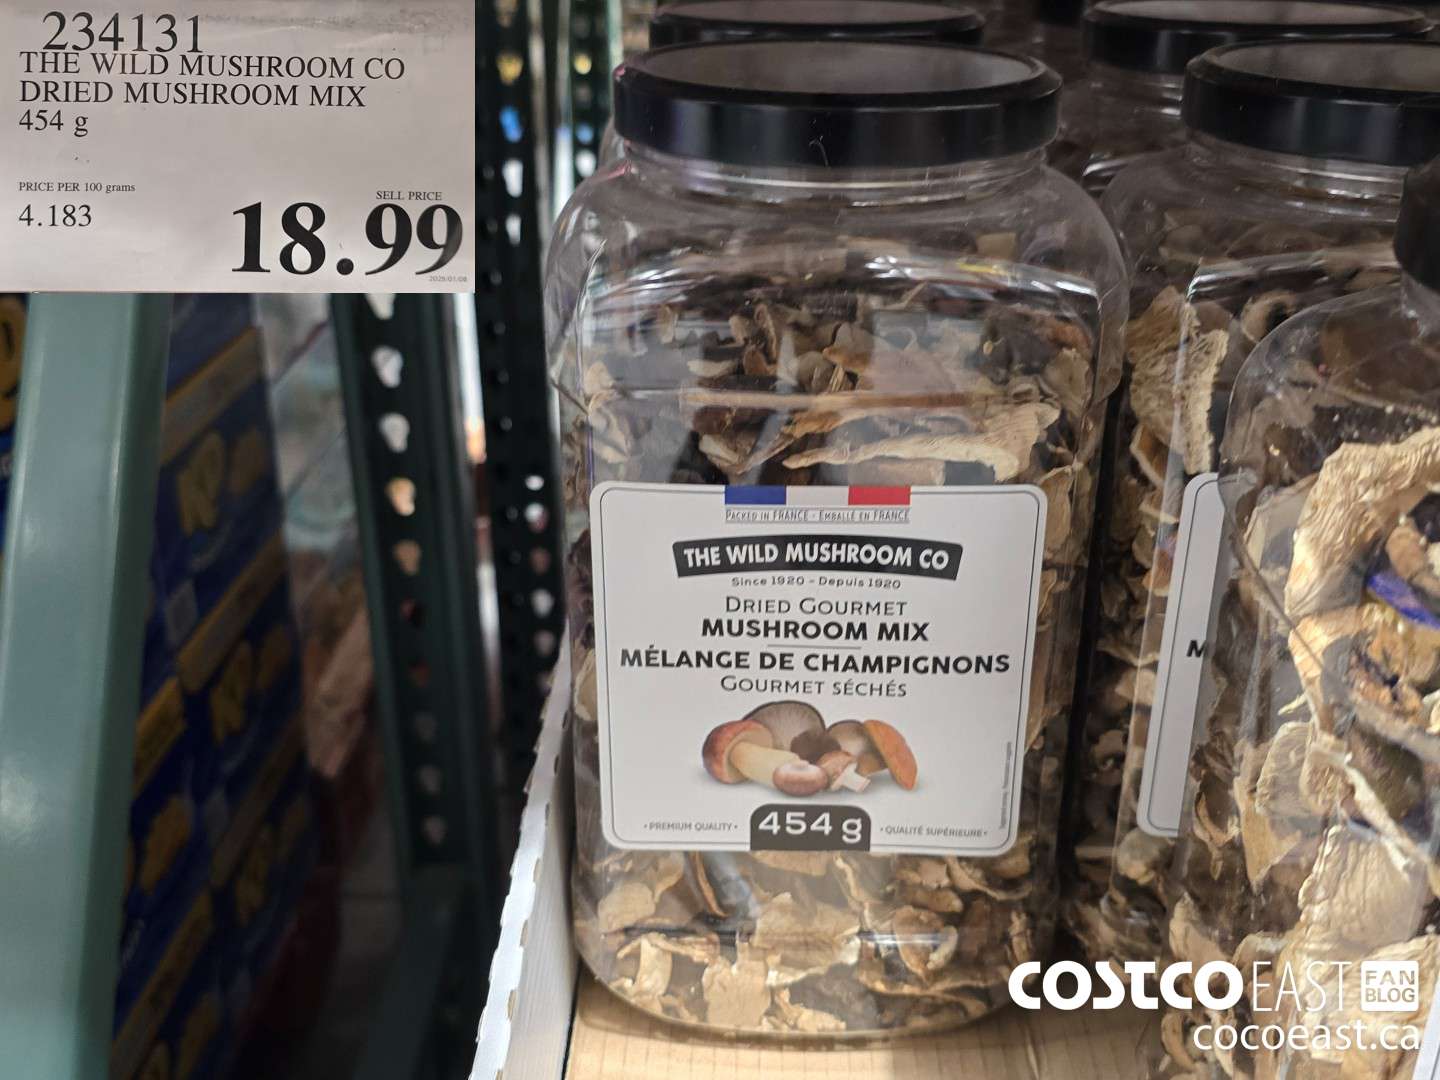 234131
THE WILD MUSHROOM CO
DRIED MUSHROOM MIX
454 g
PRICE PER 100 grams
4.183
SELL PRICE
18.99
PACKED IN FRANCE - EMBALLÉ EN FRANCE
THE WILD MUSHROOM CO
Since 1920 - Depuis 1920
DRIED GOURMET
MUSHROOM MIX
MÉLANGE DE CHAMPIGNONS
GOURMET SÉCHÉS
• PREMIUM QUALITY •
454 g
• QUALITÉ SUPÉRIEURE •
M
COSTCO EAST FAN BLOG
cocoeast.ca